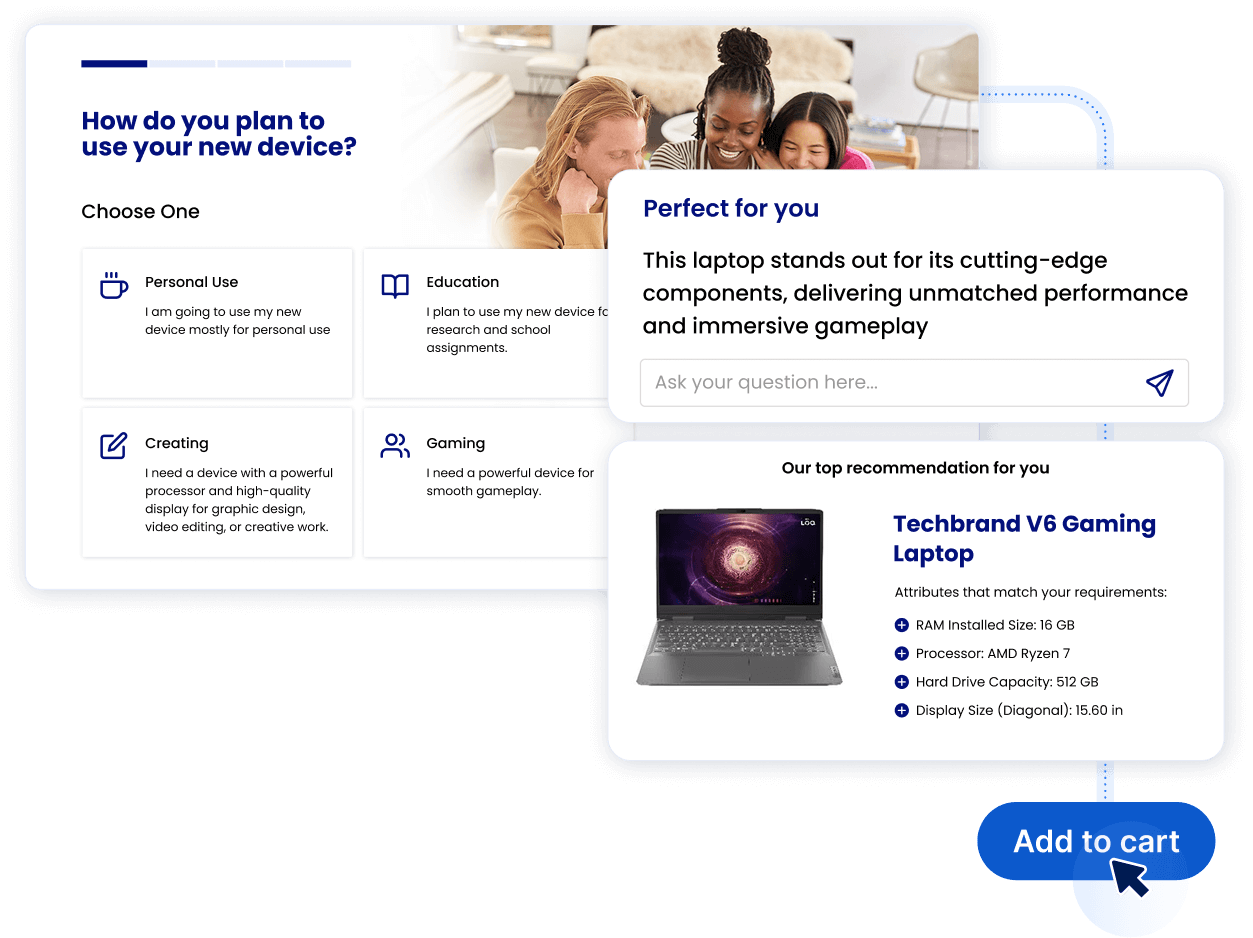 How do you plan to
use your new device?
Choose One
Personal Use
I am going to use my new
device mostly for personal use
Education
I plan to use my new device fo
research and school
assignments.
Creating
I need a device with a powerful
processor and high-quality
display for graphic design,
video editing, or creative work.
Gaming
I need a powerful device for
smooth gameplay.
Perfect for you
This laptop stands out for its cutting-edge
components, delivering unmatched performance
and immersive gameplay
Ask your question here...
Our top recommendation for you
LOQ
Techbrand V6 Gaming
Laptop
Attributes that match your requirements:
RAM Installed Size: 16 GB
Processor: AMD Ryzen 7
Hard Drive Capacity: 512 GB
Display Size (Diagonal): 15.60 in
Add to cart